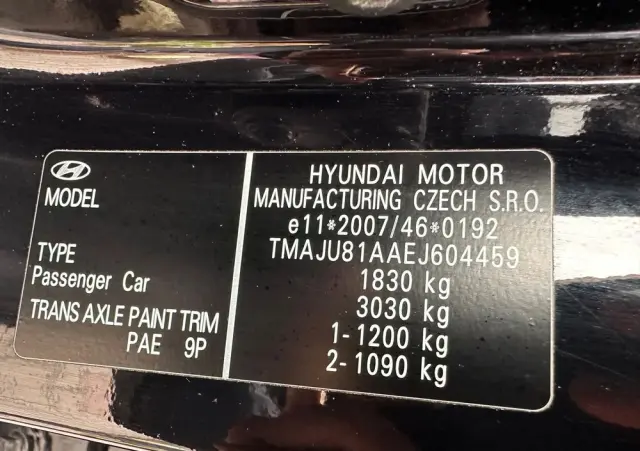 MODEL
TYPE
Passenger Car
TRANS AXLE PAINT TRIM
PAE 9P
HYUNDAI MOTOR
MANUFACTURING CZECH S.R.O.
e11*2007/46*0192
TMAJU81AAEJ604459
1830 kg
3030 kg
1-1200 kg
2-1090 kg